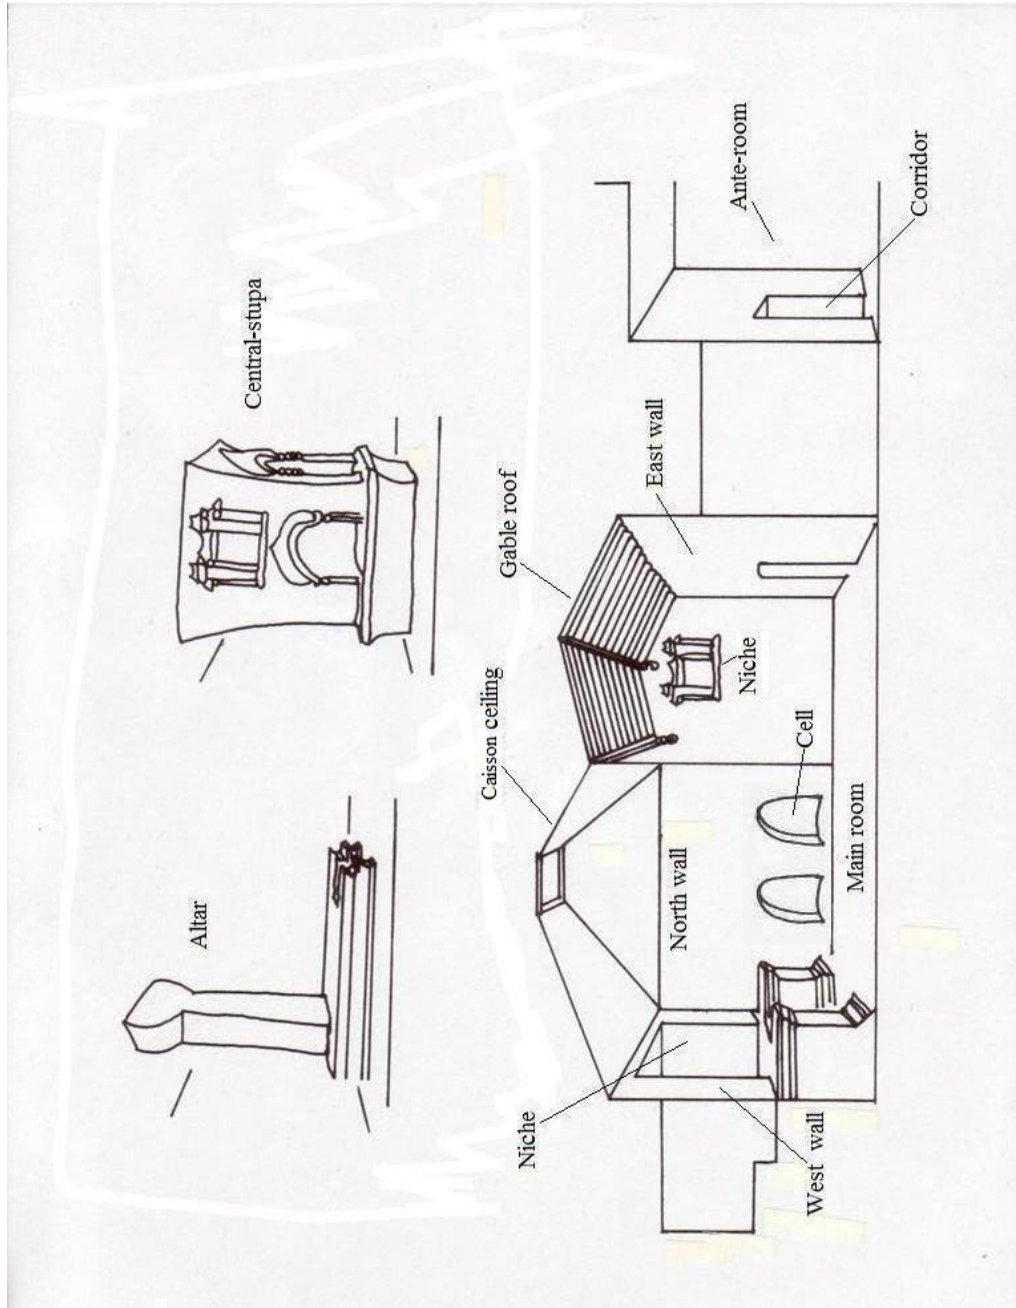 Altar
Central-stupa
Caisson ceiling
Gable roof
Niche
North wall
East wall
Ante-room
Niche
Cell
West wall
Main room
Corridor